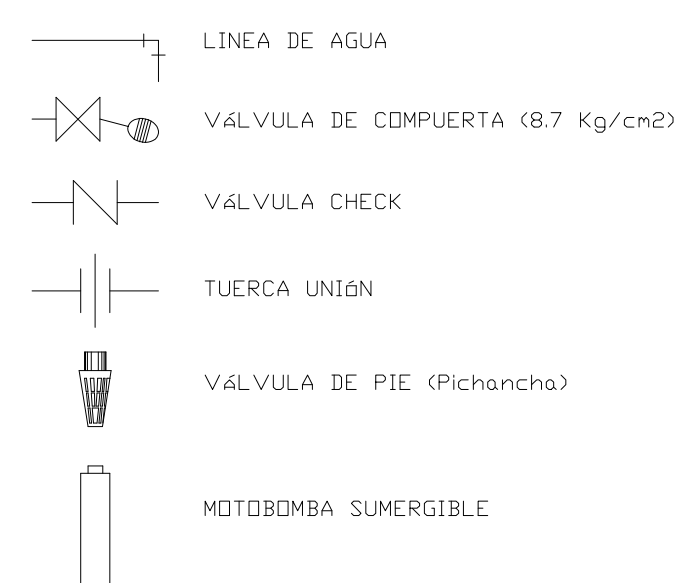 LINEA DE AGUA
VáLVULA DE COMPUERTA (8.7 Kg/cm2)
VáLVULA CHECK
TUERCA UNIóN
VáLVULA DE PIE (Pichancha)
MOTOBOMBA SUMERGIBLE